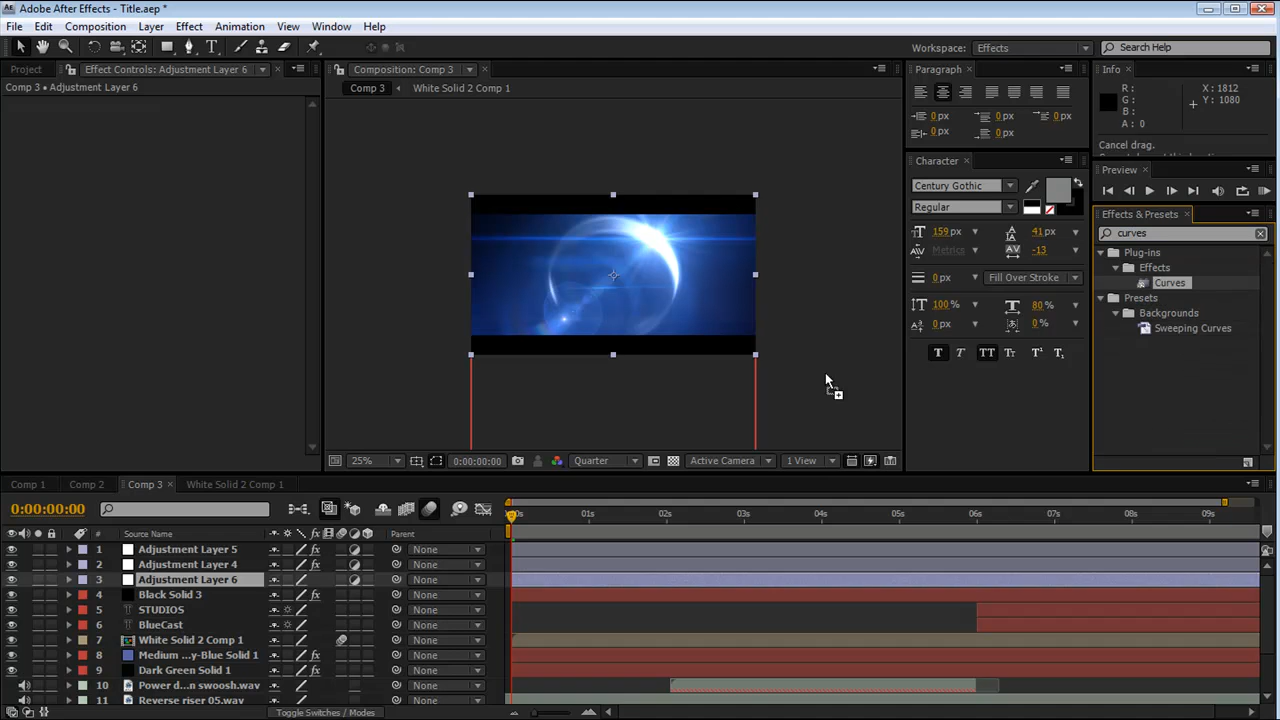 Adobe After Effects - Title.aep *
File Edit Composition Layer Effect Animation View Window Help
Workspace: Effects Search Help
Project Effect Controls: Adjustment Layer 6 Composition: Comp 3 Paragraph Info
Comp 3 • Adjustment Layer 6 Comp 3 White Solid 2 Comp 1
R: X: 1812
G: Y: 1080
B:
A: 0
0 px 0 px 0 px
0 px 0 px
Cancel drag.
Character Preview
Century Gothic
Regular
Effects & Presets
159 px 41 px
curves
Metrics -13
Plug-ins
Effects
0 px Fill Over Stroke
Curves
Presets
100 % 80 %
Backgrounds
0 px 0 %
Sweeping Curves
T T TT Tr T¹ T₁
25% 0:00:00:00 Quarter Active Camera 1 View
Comp 1 Comp 2 Comp 3 White Solid 2 Comp 1
0:00:00:00 01s 02s 03s 04s 05s 06s 07s 08s 09s
# Source Name Parent
1 Adjustment Layer 5 None
2 Adjustment Layer 4 None
3 Adjustment Layer 6 None
4 Black Solid 3 None
5 STUDIOS None
6 BlueCast None
7 White Solid 2 Comp 1 None
8 Medium ...y-Blue Solid 1 None
9 Dark Green Solid 1 None
10 Power d...n swoosh.wav None
11 Reverse riser 05.wav None
Toggle Switches / Modes